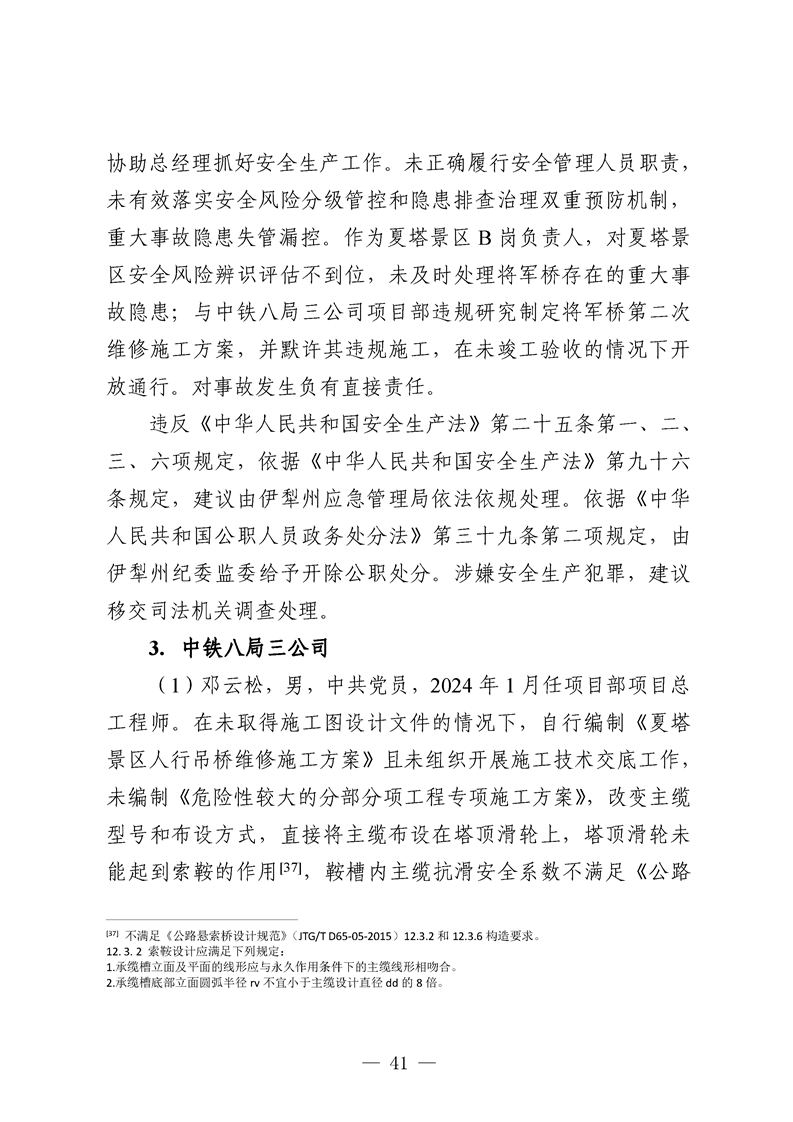 协助总经理抓好安全生产工作。未正确履行安全管理人员职责，
未有效落实安全风险分级管控和隐患排查治理双重预防机制，
重大事故隐患失管漏控。作为夏塔景区 B 岗负责人，对夏塔景
区安全风险辨识评估不到位，未及时处理将军桥存在的重大事
故隐患；与中铁八局三公司项目部违规研究制定将军桥第二次
维修施工方案，并默许其违规施工，在未竣工验收的情况下开
放通行。对事故发生负有直接责任。
违反《中华人民共和国安全生产法》第二十五条第一、二、
三、六项规定，依据《中华人民共和国安全生产法》第九十六
条规定，建议由伊犁州应急管理局依法依规处理。依据《中华
人民共和国公职人员政务处分法》第三十九条第二项规定，由
伊犁州纪委监委给予开除公职处分。涉嫌安全生产犯罪，建议
移交司法机关调查处理。
3. 中铁八局三公司
（1）邓云松，男，中共党员，2024 年 1 月任项目部项目总
工程师。在未取得施工图设计文件的情况下，自行编制《夏塔
景区人行吊桥维修施工方案》且未组织开展施工技术交底工作，
未编制《危险性较大的分部分项工程专项施工方案》，改变主缆
型号和布设方式，直接将主缆布设在塔顶滑轮上，塔顶滑轮未
能起到索鞍的作用[37]，鞍槽内主缆抗滑安全系数不满足《公路
[37] 不满足《公路悬索桥设计规范》（JTG/T D65-05-2015）12.3.2 和 12.3.6 构造要求。
12. 3. 2 索鞍设计应满足下列规定：
1.承缆槽立面及平面的线形应与永久作用条件下的主缆线形相吻合。
2.承缆槽底部立面圆弧半径 rv 不宜小于主缆设计直径 dd 的 8 倍。
— 41 —